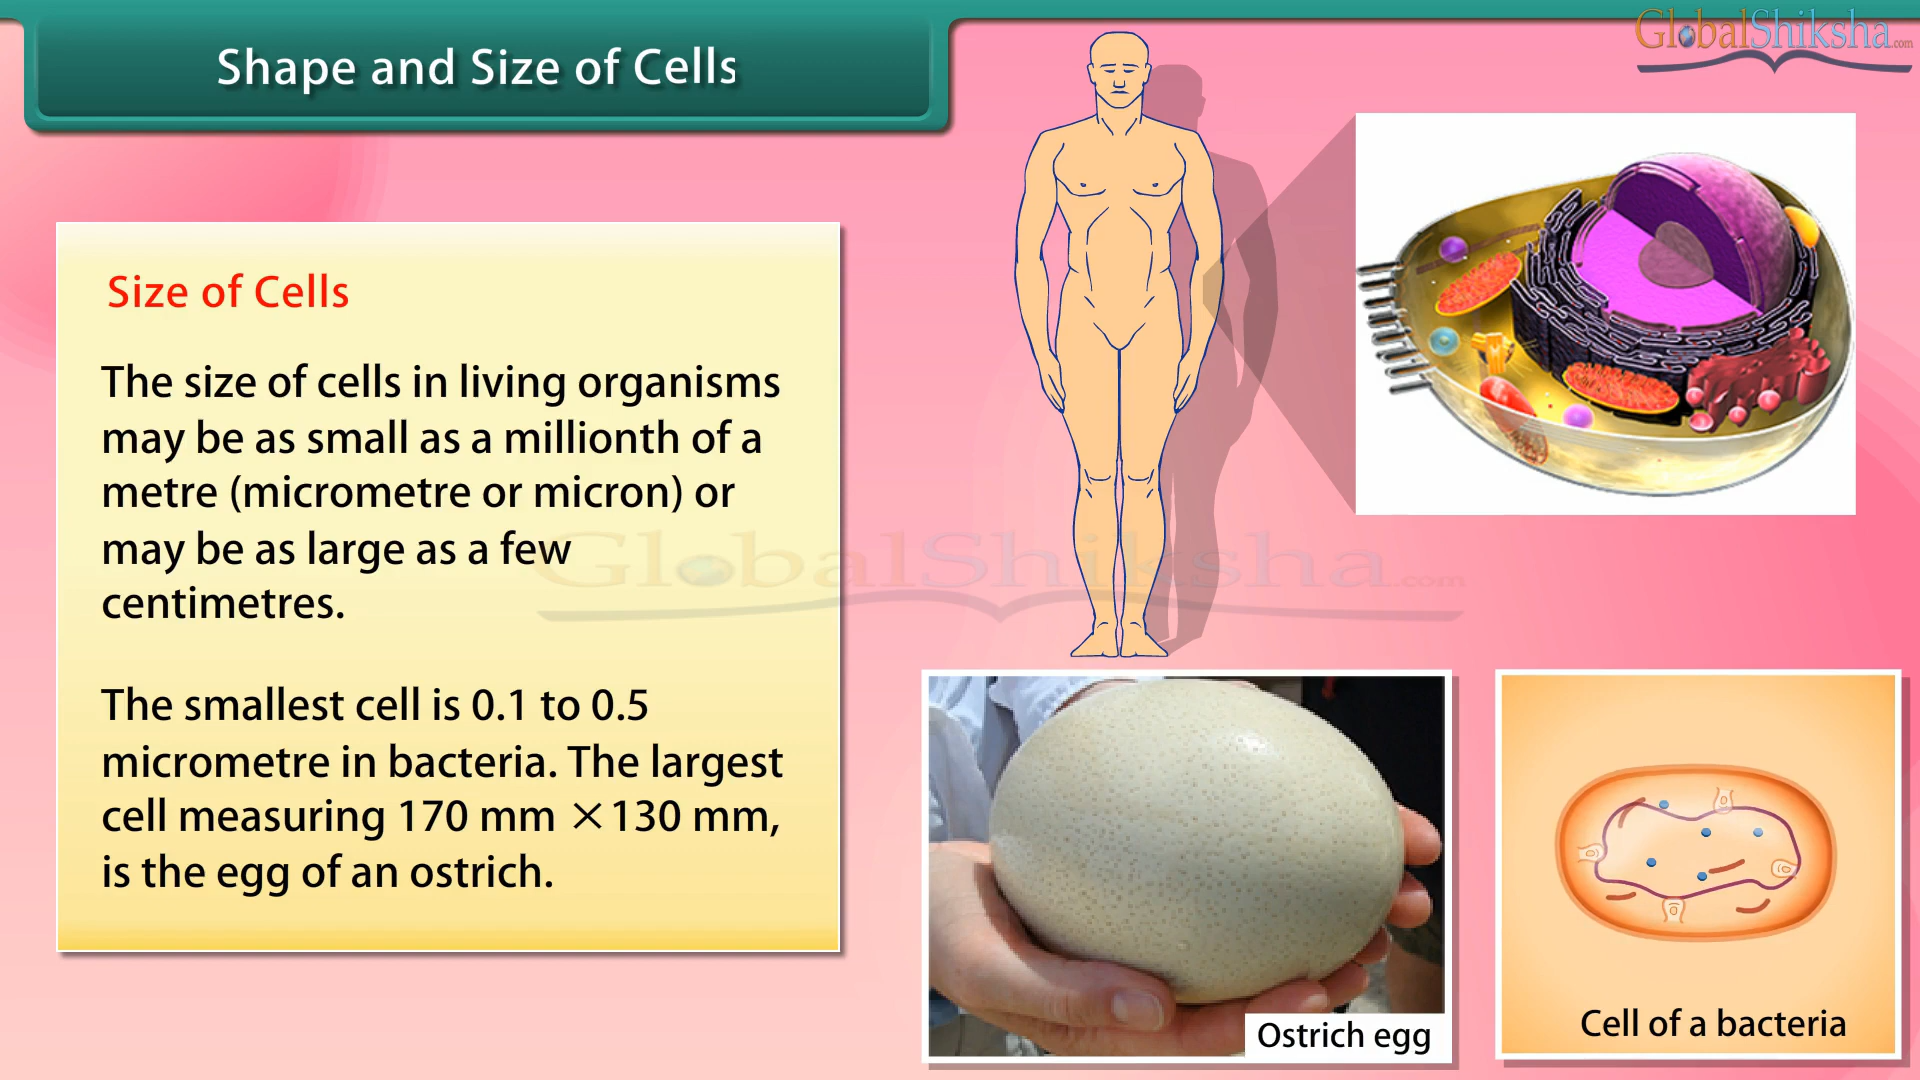 Shape and Size of Cells
GlobalShiksha.com
Size of Cells
The size of cells in living organisms
may be as small as a millionth of a
metre (micrometre or micron) or
may be as large as a few
centimetres.
GlobalShiksha.com
The smallest cell is 0.1 to 0.5
micrometre in bacteria. The largest
cell measuring 170 mm ×130 mm,
is the egg of an ostrich.
Ostrich egg
Cell of a bacteria